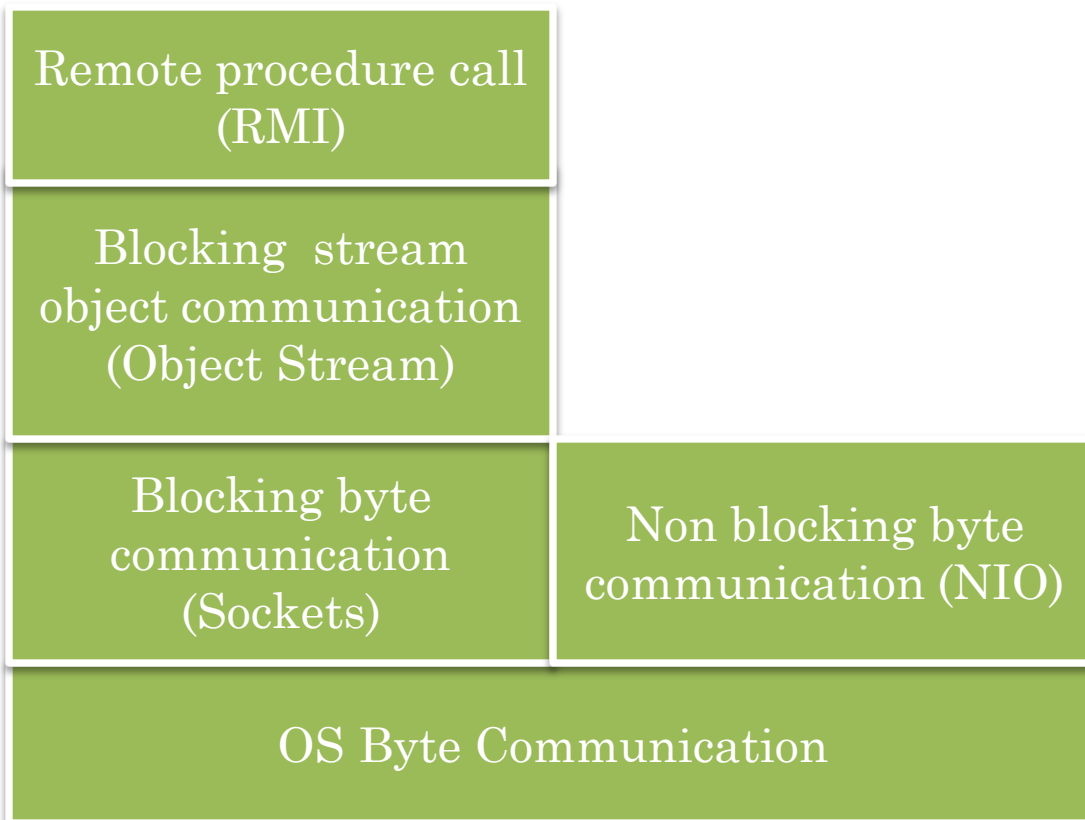 Remote procedure call
(RMI)
Blocking  stream
object communication
(Object Stream)
Blocking byte
communication
(Sockets)
Non blocking byte
communication (NIO)
OS Byte Communication